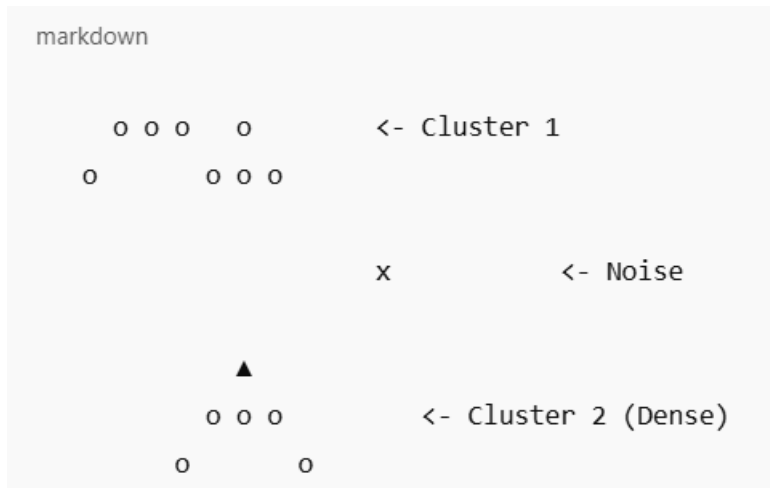 markdown
o o o   o        <- Cluster 1
o       o o o
x           <- Noise
▲
o o o         <- Cluster 2 (Dense)
o       o